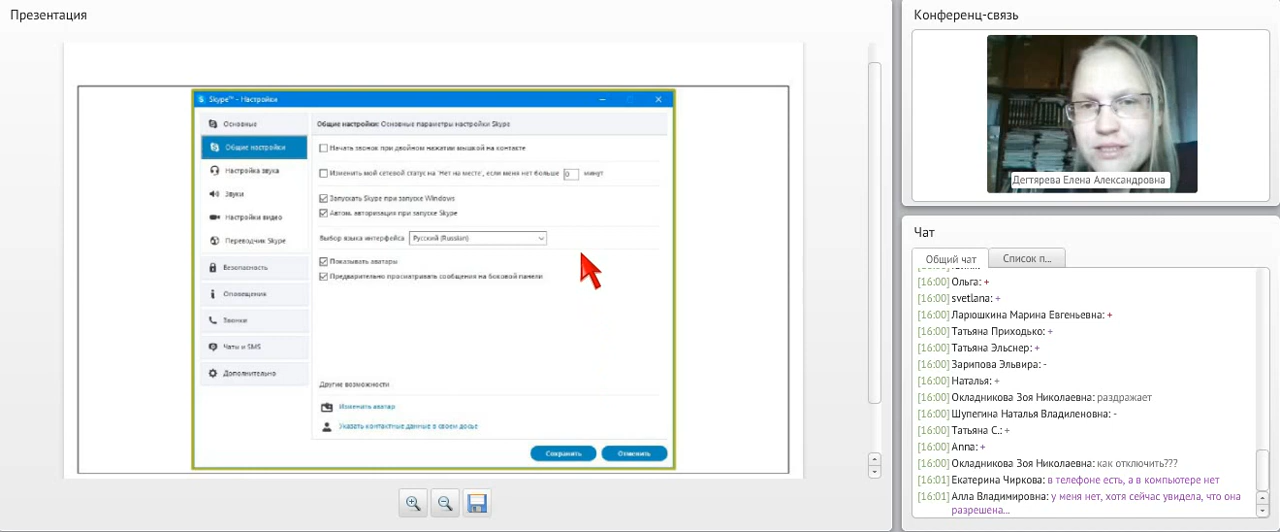 Презентация
Skype™ - Настройки
Основные
Общие настройки
Настройка звука
Звуки
Настройки видео
Переводчик Skype
Безопасность
Оповещения
Звонки
Чаты и SMS
Дополнительно
Общие настройки: Основные параметры настройки Skype
Начать звонок при двойном нажатии мышкой на контакте
Изменить мой сетевой статус на 'Нет на месте', если меня нет больше 0 минут
Запускать Skype при запуске Windows
Автом. авторизация при запуске Skype
Выбор языка интерфейса Русский (Russian)
Показывать аватары
Предварительно просматривать сообщения на боковой панели
Другие возможности
Изменить аватар
Указать контактные данные в своем досье
Сохранить Отменить
Конференц-связь
Дегтярева Елена Александровна
Чат
Общий чат Список п...
[16:00] Ольга: +
[16:00] svetlana: +
[16:00] Ларюшкина Марина Евгеньевна: +
[16:00] Татьяна Приходько: +
[16:00] Татьяна Эльснер: +
[16:00] Зарипова Эльвира: -
[16:00] Наталья: +
[16:00] Окладникова Зоя Николаевна: раздражает
[16:00] Шупегина Наталья Владиленовна: -
[16:00] Татьяна С.: +
[16:00] Anna: +
[16:00] Окладникова Зоя Николаевна: как отключить???
[16:01] Екатерина Чиркова: в телефоне есть, а в компьютере нет
[16:01] Алла Владимировна: у меня нет, хотя сейчас увидела, что она
разрешена...